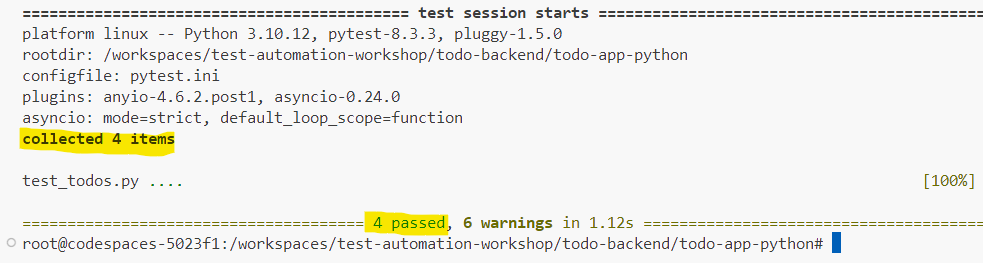 ========================================== test session starts ==========================================
platform linux -- Python 3.10.12, pytest-8.3.3, pluggy-1.5.0
rootdir: /workspaces/test-automation-workshop/todo-backend/todo-app-python
configfile: pytest.ini
plugins: anyio-4.6.2.post1, asyncio-0.24.0
asyncio: mode=strict, default_loop_scope=function
collected 4 items
test_todos.py .... [100%]
===================================== 4 passed, 6 warnings in 1.12s =====================================
root@codespaces-5023f1:/workspaces/test-automation-workshop/todo-backend/todo-app-python#